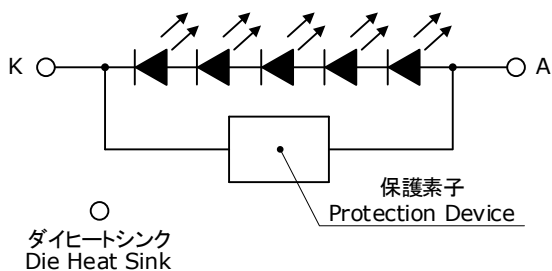 K
A
保護素子
Protection Device
ダイヒートシンク
Die Heat Sink